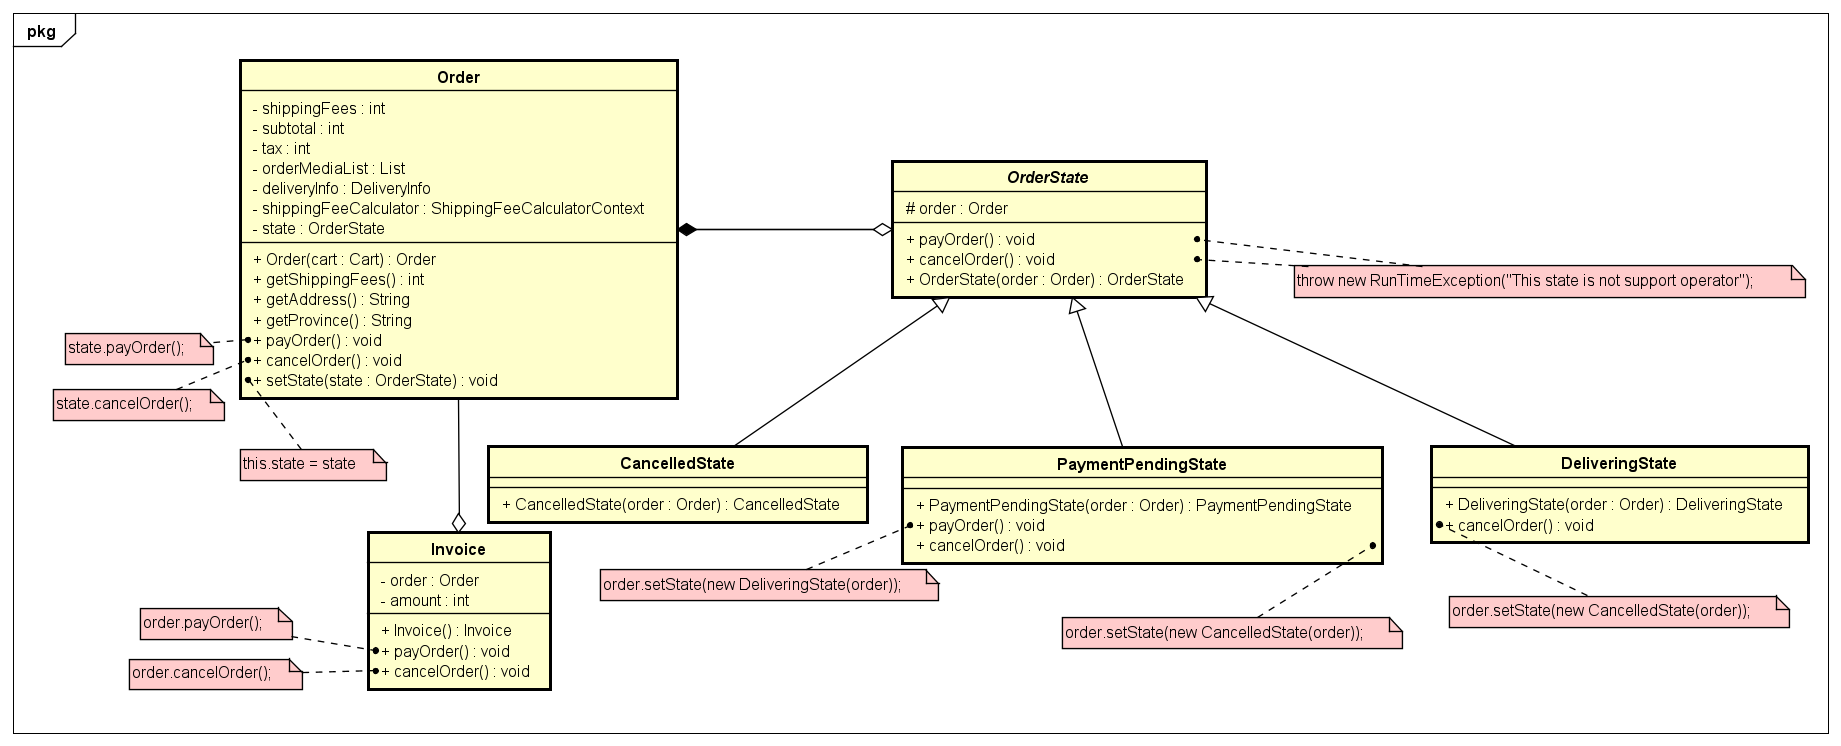 pkg
Order
- shippingFees : int
- subtotal : int
- tax : int
- orderMediaList : List
- deliveryInfo : DeliveryInfo
- shippingFeeCalculator : ShippingFeeCalculatorContext
- state : OrderState
+ Order(cart : Cart) : Order
+ getShippingFees() : int
+ getAddress() : String
+ getProvince() : String
+ payOrder() : void
+ cancelOrder() : void
+ setState(state : OrderState) : void
state.payOrder();
state.cancelOrder();
this.state = state
OrderState
# order : Order
+ payOrder() : void
+ cancelOrder() : void
+ OrderState(order : Order) : OrderState
throw new RunTimeException("This state is not support operator");
CancelledState
+ CancelledState(order : Order) : CancelledState
PaymentPendingState
+ PaymentPendingState(order : Order) : PaymentPendingState
+ payOrder() : void
+ cancelOrder() : void
DeliveringState
+ DeliveringState(order : Order) : DeliveringState
+ cancelOrder() : void
Invoice
- order : Order
- amount : int
+ Invoice() : Invoice
+ payOrder() : void
+ cancelOrder() : void
order.payOrder();
order.cancelOrder();
order.setState(new DeliveringState(order));
order.setState(new CancelledState(order));
order.setState(new CancelledState(order));